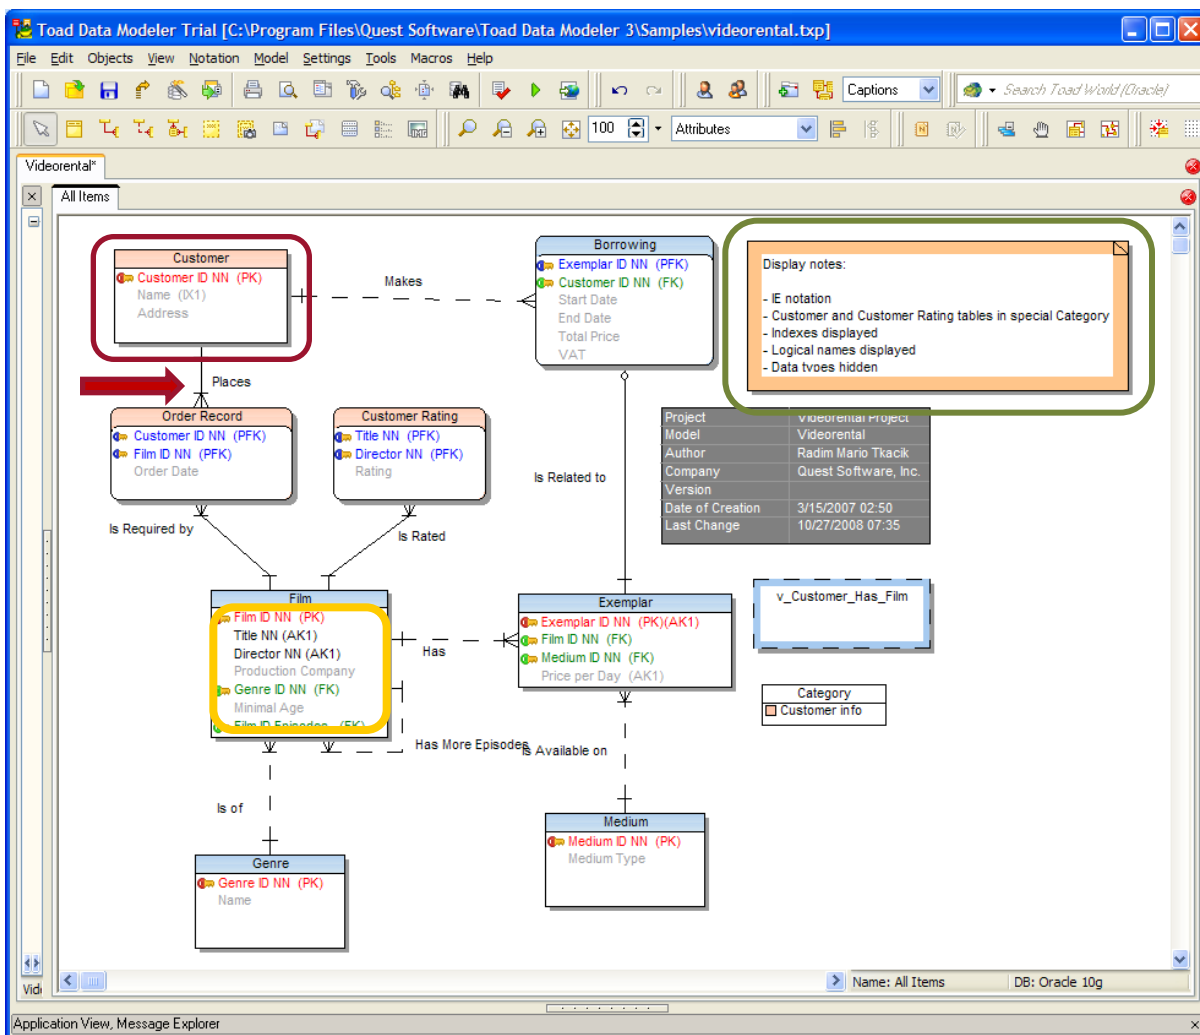 Toad Data Modeler Trial [C:\Program Files\Quest Software\Toad Data Modeler 3\Samples\videorental.txp]
File Edit Objects View Notation Model Settings Tools Macros Help
Captions
Search Toad World (Oracle)
100
Attributes
Videorental*
All Items
Customer
Customer ID NN (PK)
Name (IX1)
Address
Makes
Borrowing
Exemplar ID NN (PFK)
Customer ID NN (FK)
Start Date
End Date
Total Price
VAT
Display notes:
- IE notation
- Customer and Customer Rating tables in special Category
- Indexes displayed
- Logical names displayed
- Data types hidden
Places
Order Record
Customer ID NN (PFK)
Film ID NN (PFK)
Order Date
Customer Rating
Title NN (PFK)
Director NN (PFK)
Rating
Is Related to
Project Videorental Project
Model Videorental
Author Radim Mario Tkacik
Company Quest Software, Inc.
Version
Date of Creation 3/15/2007 02:50
Last Change 10/27/2008 07:35
Is Required by
Is Rated
Film
Film ID NN (PK)
Title NN (AK1)
Director NN (AK1)
Production Company
Genre ID NN (FK)
Minimal Age
Film ID Episodes (FK)
Has
Exemplar
Exemplar ID NN (PK)(AK1)
Film ID NN (FK)
Medium ID NN (FK)
Price per Day (AK1)
v_Customer_Has_Film
Category
Customer info
Has More Episodes
Is Available on
Is of
Medium
Medium ID NN (PK)
Medium Type
Genre
Genre ID NN (PK)
Name
Vid
Name: All Items
DB: Oracle 10g
Application View, Message Explorer